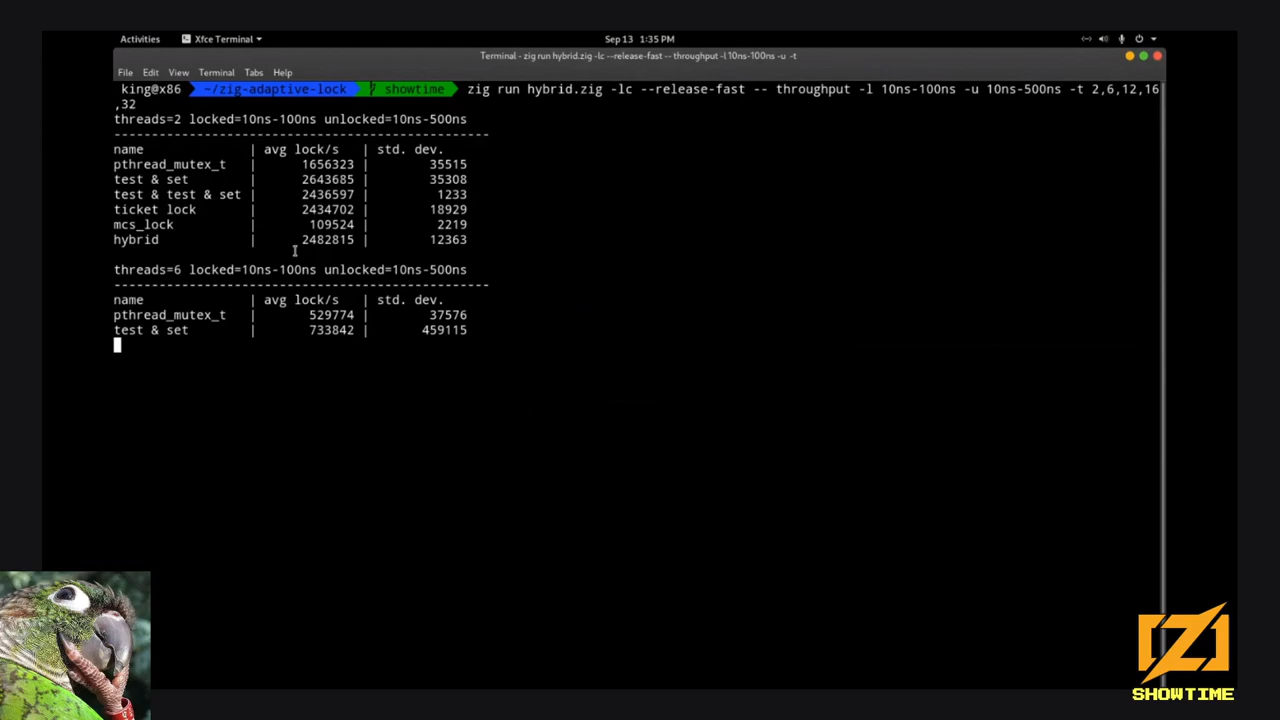 Activities Xfce Terminal Sep 13 1:35 PM
Terminal - zig run hybrid.zig -lc --release-fast -- throughput -l 10ns-100ns -u -t
File Edit View Terminal Tabs Help
king@x86 ~/zig-adaptive-lock showtime zig run hybrid.zig -lc --release-fast -- throughput -l 10ns-100ns -u 10ns-500ns -t 2,6,12,16
,32
threads=2 locked=10ns-100ns unlocked=10ns-500ns
--------------------------------------------------
name | avg lock/s | std. dev.
pthread_mutex_t | 1656323 | 35515
test & set | 2643685 | 35308
test & test & set | 2436597 | 1233
ticket lock | 2434702 | 18929
mcs_lock | 109524 | 2219
hybrid | 2482815 | 12363
threads=6 locked=10ns-100ns unlocked=10ns-500ns
--------------------------------------------------
name | avg lock/s | std. dev.
pthread_mutex_t | 529774 | 37576
test & set | 733842 | 459115
SHOWTIME